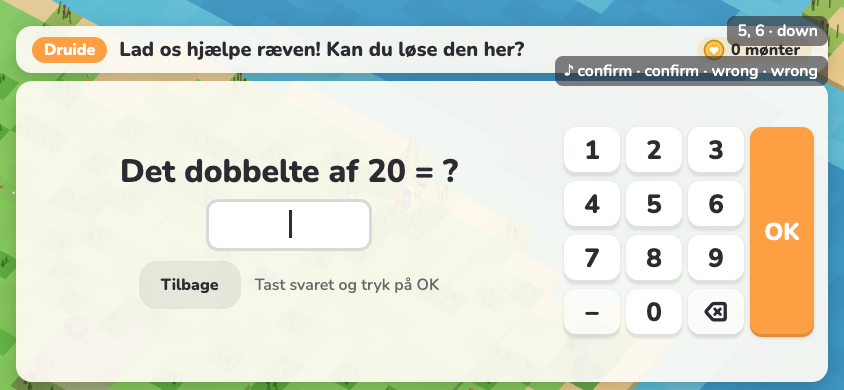 5, 6 · down
Druide
Lad os hjælpe ræven! Kan du løse den her?
0 mønter
♪ confirm · confirm · wrong · wrong
Det dobbelte af 20 = ?
Tilbage
Tast svaret og tryk på OK
1 2 3
4 5 6
7 8 9
– 0
OK